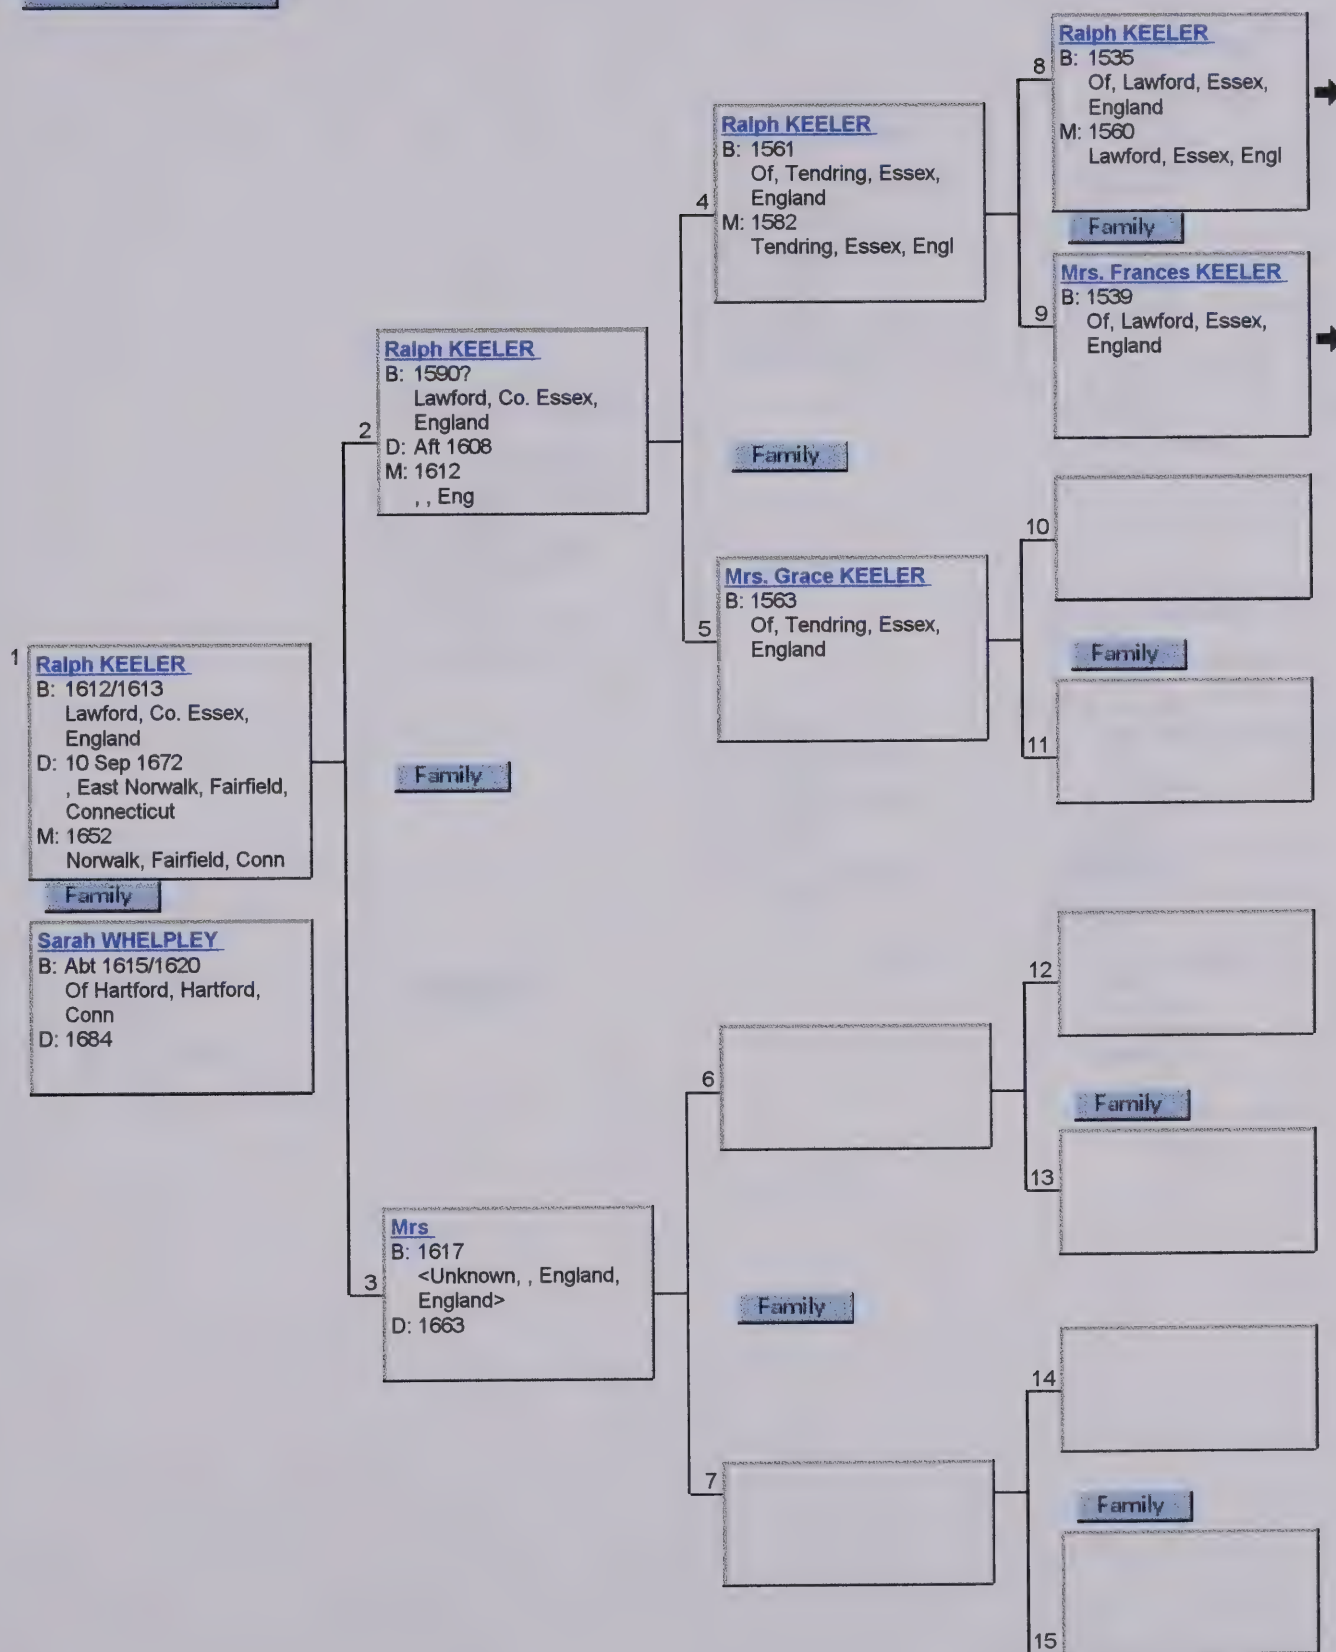 1
Ralph KEELER
B: 1612/1613
Lawford, Co. Essex,
England
D: 10 Sep 1672
, East Norwalk, Fairfield,
Connecticut
M: 1652
Norwalk, Fairfield, Conn
Family
Sarah WHELPLEY
B: Abt 1615/1620
Of Hartford, Hartford,
Conn
D: 1684
2
Ralph KEELER
B: 1590?
Lawford, Co. Essex,
England
D: Aft 1608
M: 1612
, , Eng
Family
3
Mrs
B: 1617
<Unknown, , England,
England>
D: 1663
4
Ralph KEELER
B: 1561
Of, Tendring, Essex,
England
M: 1582
Tendring, Essex, Engl
Family
5
Mrs. Grace KEELER
B: 1563
Of, Tendring, Essex,
England
6
Family
7
8
Ralph KEELER
B: 1535
Of, Lawford, Essex,
England
M: 1560
Lawford, Essex, Engl
Family
9
Mrs. Frances KEELER
B: 1539
Of, Lawford, Essex,
England
10
Family
11
12
Family
13
14
Family
15